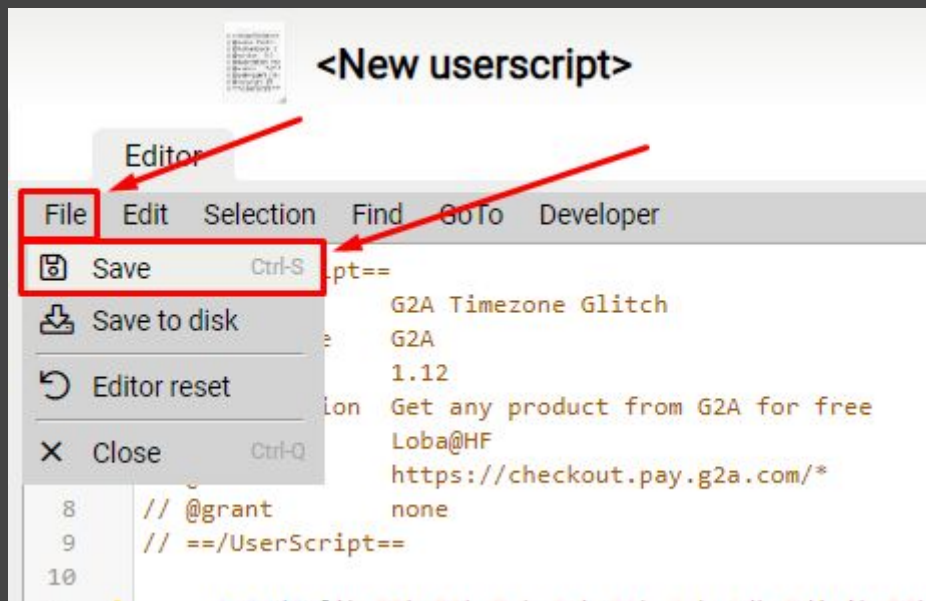 <New userscript>
Editor
File Edit Selection Find GoTo Developer
Save Ctrl-S
pt==
G2A Timezone Glitch
Save to disk
e G2A
1.12
Editor reset
ion Get any product from G2A for free
Loba@HF
Close Ctrl-Q
https://checkout.pay.g2a.com/*
8 // @grant none
9 // ==/UserScript==
10